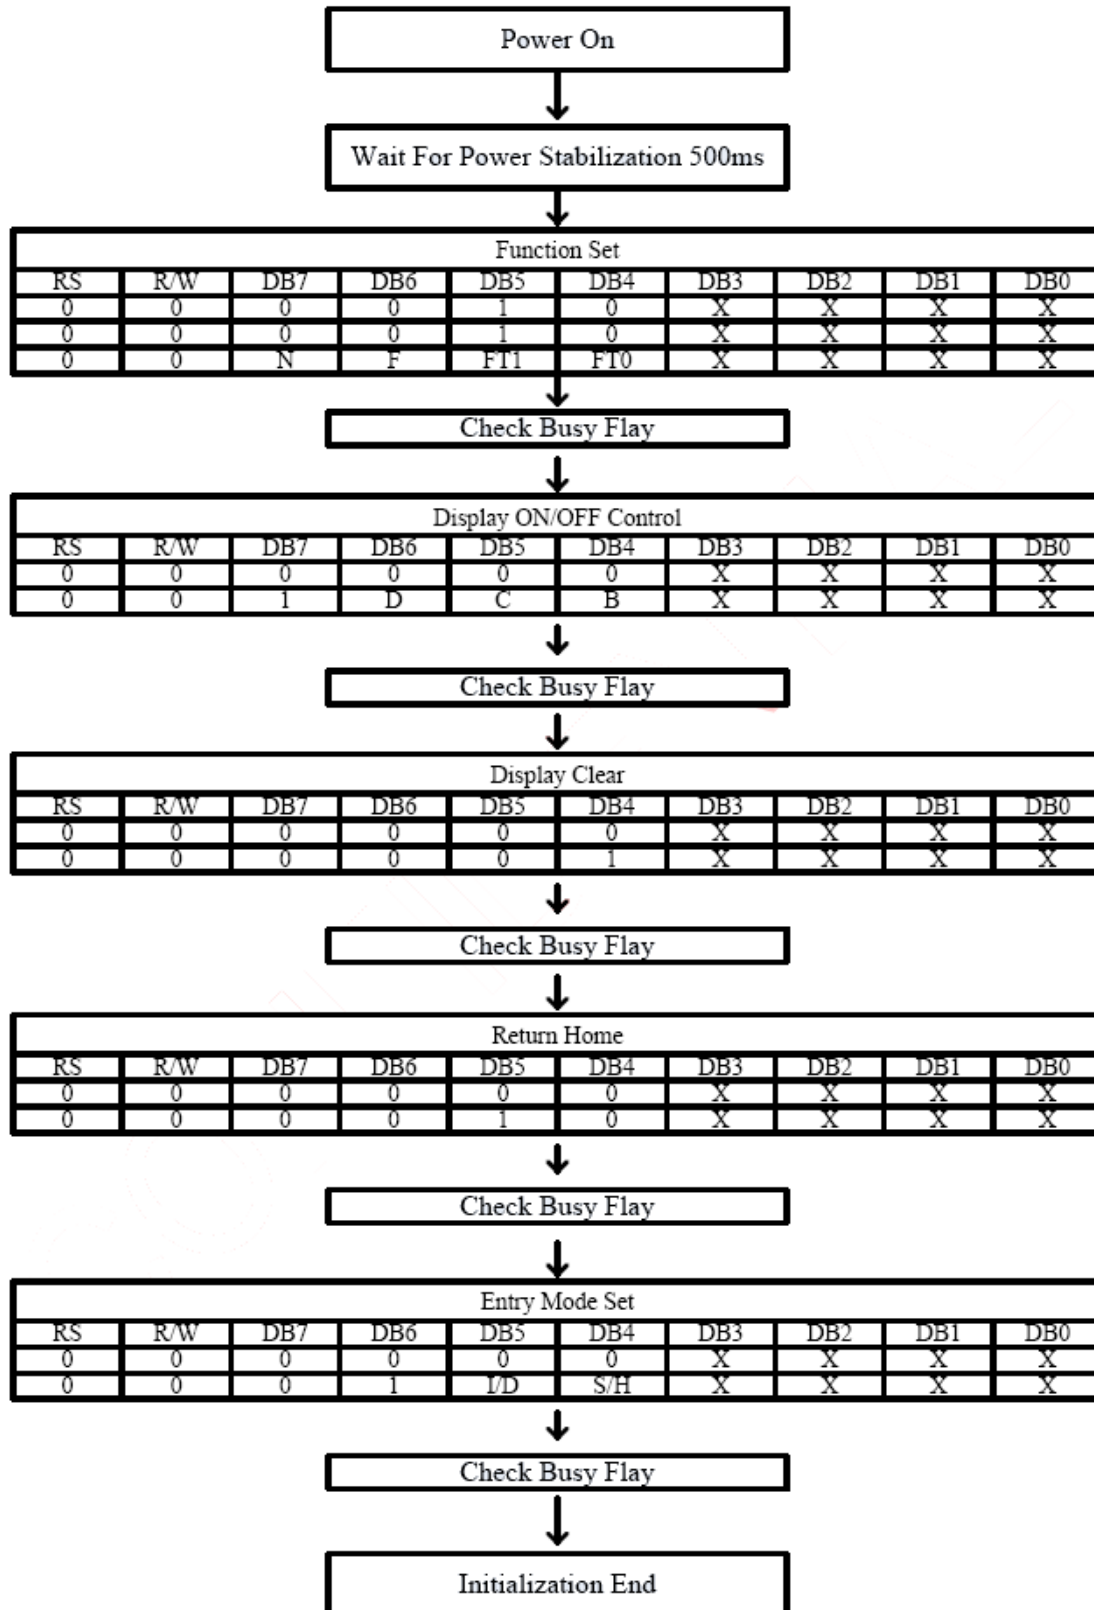 Power On
Wait For Power Stabilization 500ms
Function Set
RS R/W DB7 DB6 DB5 DB4 DB3 DB2 DB1 DB0
0 0 0 0 1 0 X X X X
0 0 0 0 1 0 X X X X
0 0 N F FT1 FT0 X X X X
Check Busy Flay
Display ON/OFF Control
RS R/W DB7 DB6 DB5 DB4 DB3 DB2 DB1 DB0
0 0 0 0 0 0 X X X X
0 0 1 D C B X X X X
Check Busy Flay
Display Clear
RS R/W DB7 DB6 DB5 DB4 DB3 DB2 DB1 DB0
0 0 0 0 0 0 X X X X
0 0 0 0 0 1 X X X X
Check Busy Flay
Return Home
RS R/W DB7 DB6 DB5 DB4 DB3 DB2 DB1 DB0
0 0 0 0 0 0 X X X X
0 0 0 0 1 0 X X X X
Check Busy Flay
Entry Mode Set
RS R/W DB7 DB6 DB5 DB4 DB3 DB2 DB1 DB0
0 0 0 0 0 0 X X X X
0 0 0 1 I/D S/H X X X X
Check Busy Flay
Initialization End